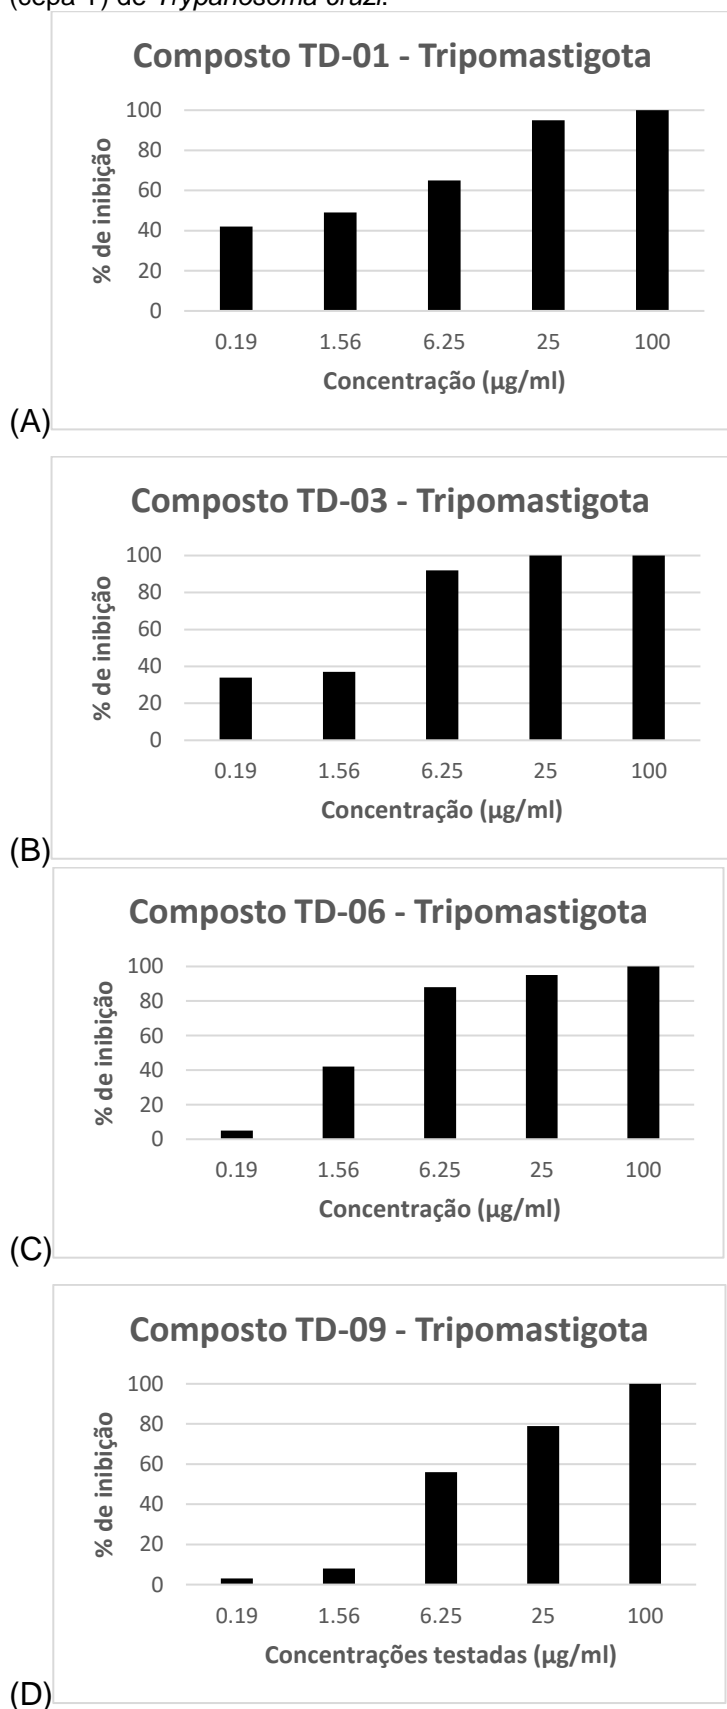 (cepa Y) de Trypanosoma cruzi.
Composto TD-01 - Tripomastigota
% de inibição
100
80
60
40
20
0
0.19 1.56 6.25 25 100
Concentração (µg/ml)
(A)
Composto TD-03 - Tripomastigota
% de inibição
100
80
60
40
20
0
0.19 1.56 6.25 25 100
Concentração (µg/ml)
(B)
Composto TD-06 - Tripomastigota
% de inibição
100
80
60
40
20
0
0.19 1.56 6.25 25 100
Concentração (µg/ml)
(C)
Composto TD-09 - Tripomastigota
% de inibição
100
80
60
40
20
0
0.19 1.56 6.25 25 100
Concentrações testadas (µg/ml)
(D)